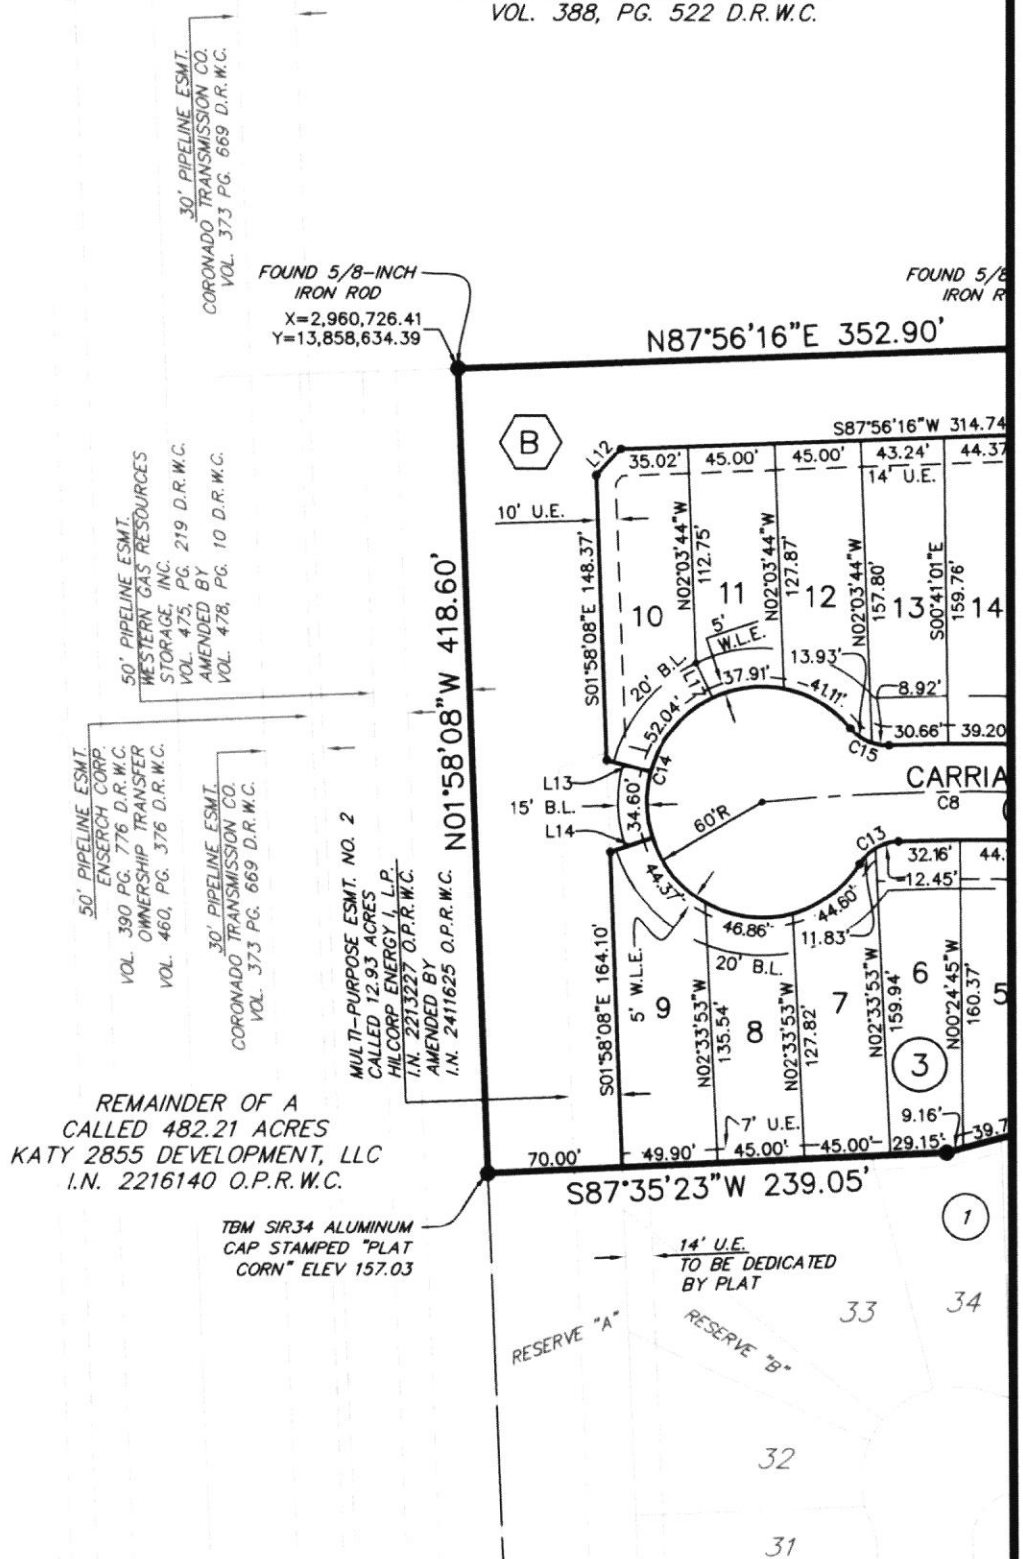 VOL. 388, PG. 522 D.R.W.C.
30' PIPELINE ESMT.
CORONADO TRANSMISSION CO.
VOL. 373 PG. 669 D.R.W.C.
FOUND 5/8-INCH
IRON ROD
X=2,960,726.41
Y=13,858,634.39
FOUND 5/8
IRON R
N87°56'16"E 352.90'
B
S87°56'16"W 314.74
L12
35.02'
45.00'
45.00'
43.24'
44.37
14' U.E.
10' U.E.
S01°58'08"E 148.37'
N02°03'44"W
112.75'
N02°03'44"W
127.87'
N02°03'44"W
157.80'
S00°41'01"E
159.76'
10
11
12
13
14
5'
W.L.E.
20' B.L.
L17
37.91'
41.11'
13.93'
8.92'
52.04'
C14
C15
30.66'
39.20
50' PIPELINE ESMT.
WESTERN GAS RESOURCES
STORAGE, INC.
VOL. 475, PG. 219 D.R.W.C.
AMENDED BY
VOL. 478, PG. 10 D.R.W.C.
N01°58'08"W 418.60'
50' PIPELINE ESMT.
ENSERCH CORP.
VOL. 390 PG. 776 D.R.W.C.
OWNERSHIP TRANSFER
VOL. 460, PG. 376 D.R.W.C.
30' PIPELINE ESMT.
CORONADO TRANSMISSION CO.
VOL. 373 PG. 669 D.R.W.C.
MULTI-PURPOSE ESMT. NO. 2
CALLED 12.93 ACRES
HILCORP ENERGY I, L.P.
I.N. 2213227 O.P.R.W.C.
AMENDED BY
I.N. 2411625 O.P.R.W.C.
L13
15' B.L.
L14
34.60'
60'R
CARRIA
C8
C13
32.16'
44.
12.45'
44.37'
46.86'
44.60'
11.83'
20' B.L.
S01°58'08"E 164.10'
5' W.L.E.
9
N02°33'53"W
135.54'
8
N02°33'53"W
127.82'
7
N02°33'53"W
159.94'
6
N00°24'45"W
160.37'
5
3
7' U.E.
9.16'
70.00'
49.90'
45.00'
45.00'
29.15'
39.7
S87°35'23"W 239.05'
REMAINDER OF A
CALLED 482.21 ACRES
KATY 2855 DEVELOPMENT, LLC
I.N. 2216140 O.P.R.W.C.
TBM SIR34 ALUMINUM
CAP STAMPED "PLAT
CORN" ELEV 157.03
1
14' U.E.
TO BE DEDICATED
BY PLAT
33
34
RESERVE "A"
RESERVE "B"
32
31